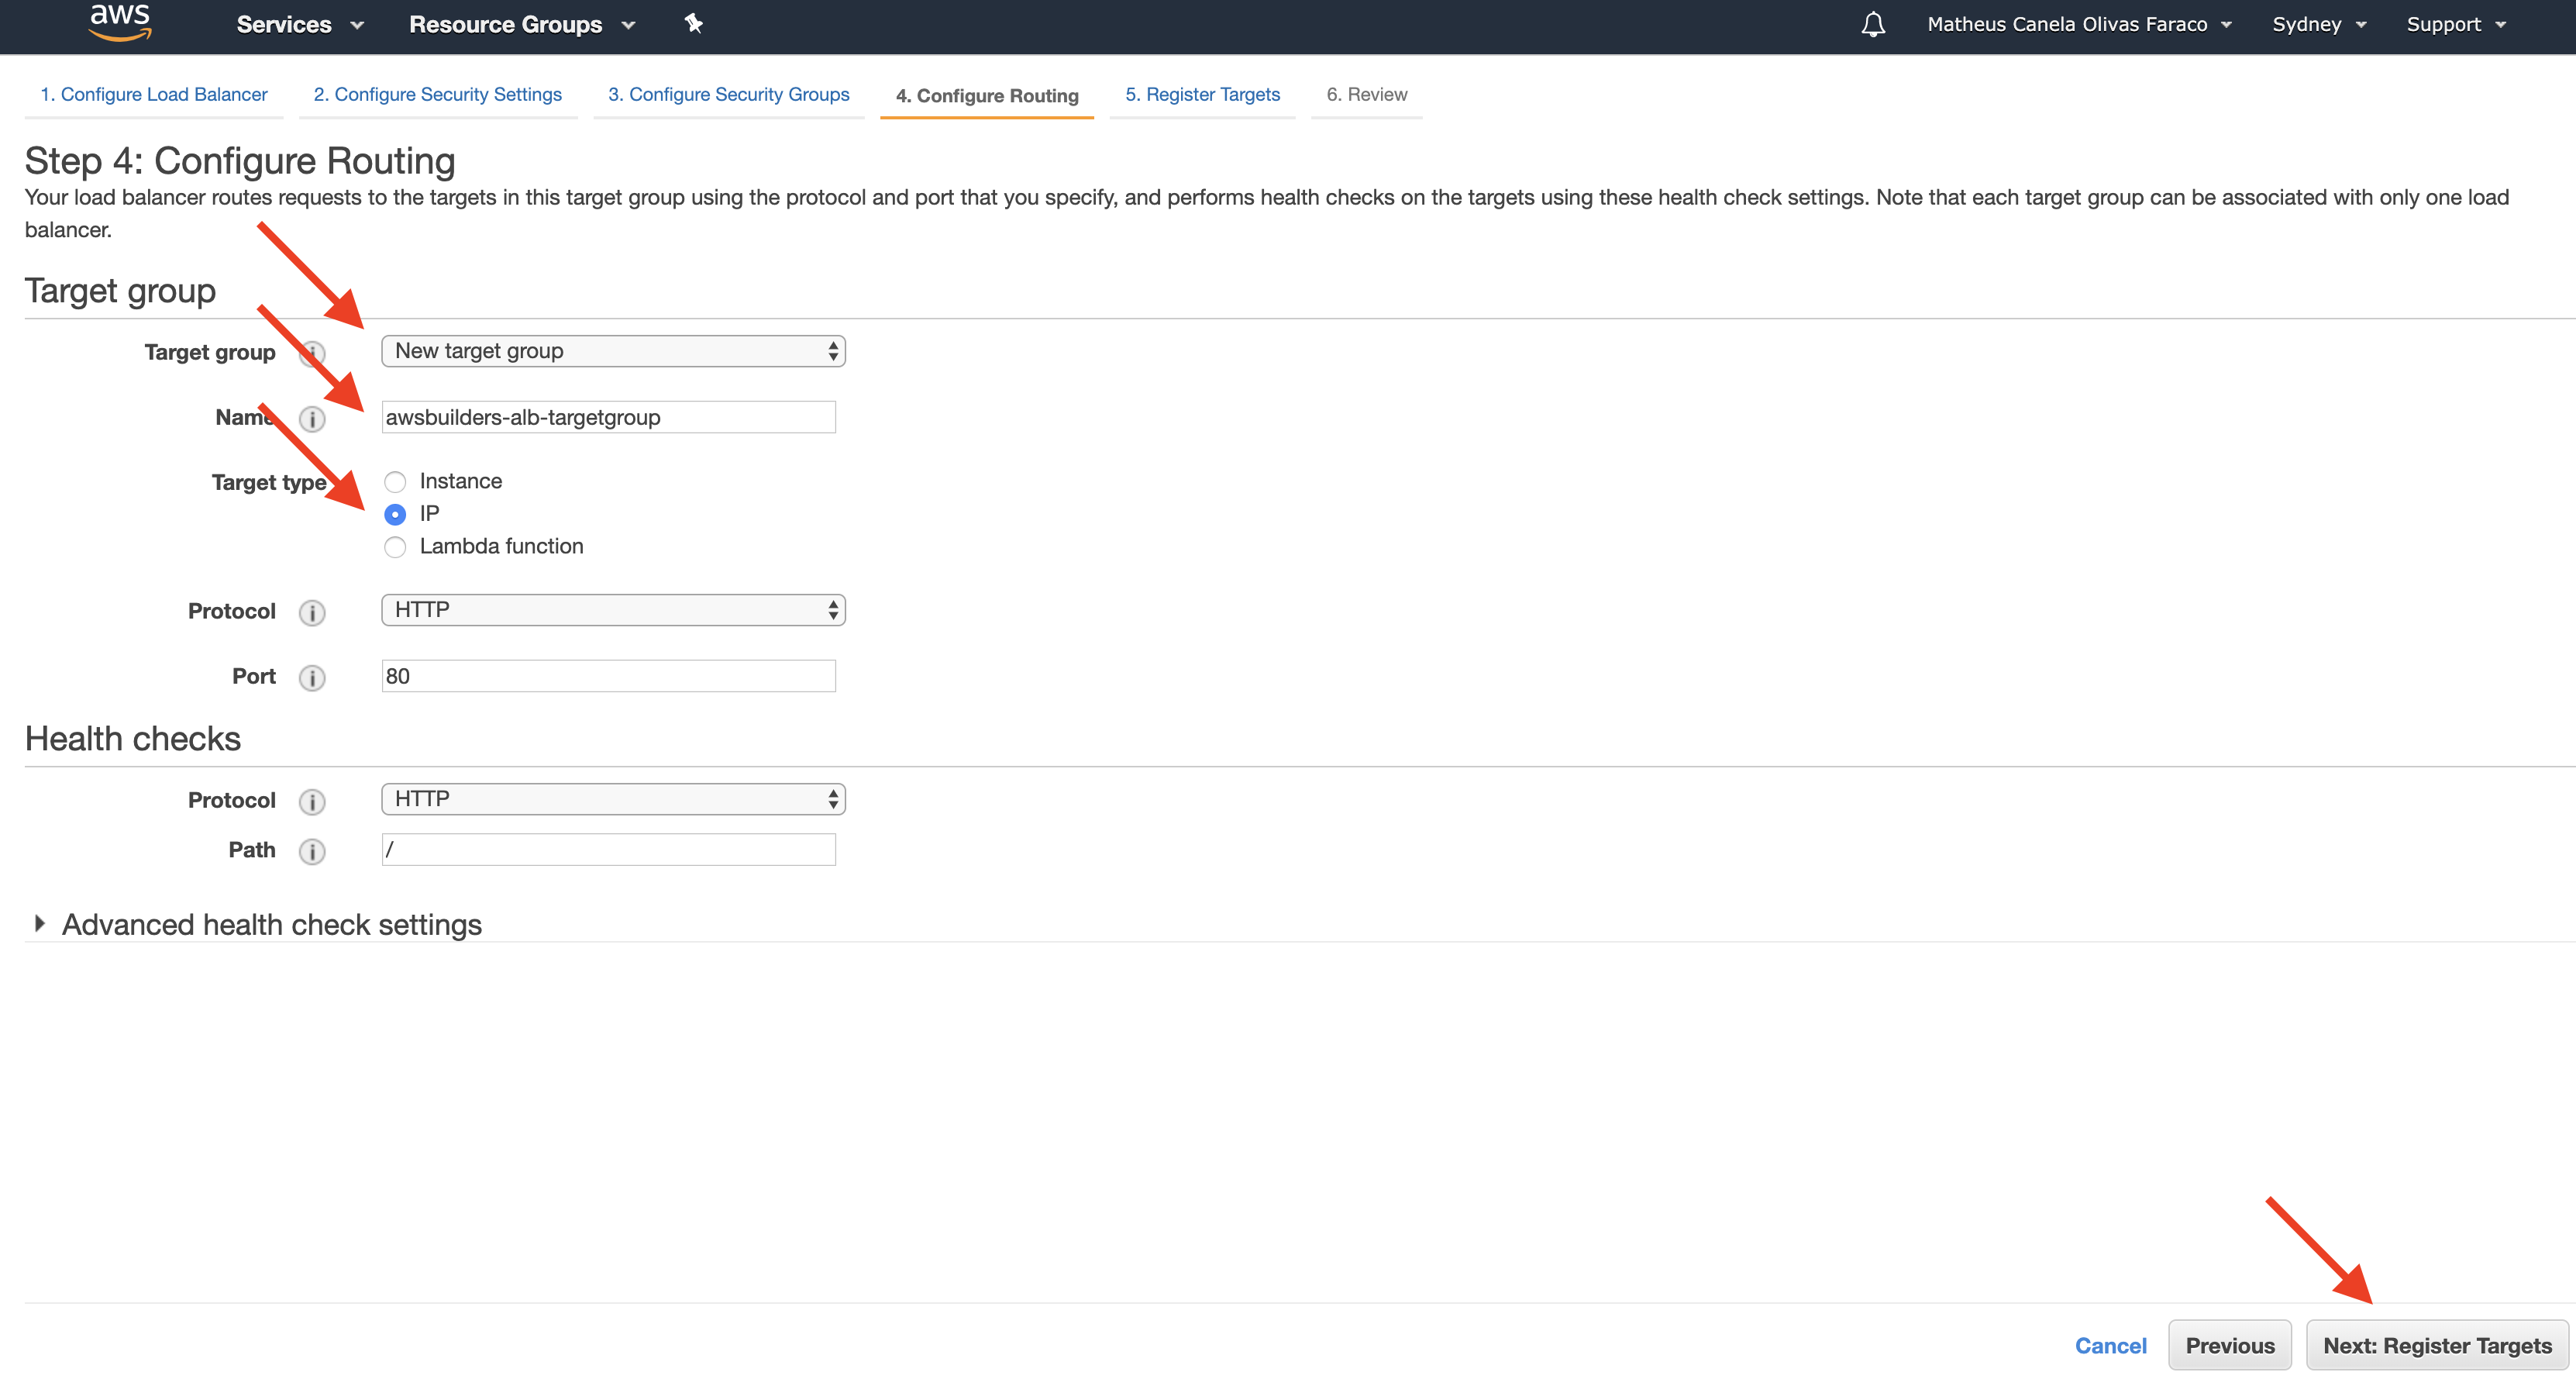 aws Services Resource Groups Matheus Canela Olivas Faraco Sydney Support
1. Configure Load Balancer 2. Configure Security Settings 3. Configure Security Groups 4. Configure Routing 5. Register Targets 6. Review
Step 4: Configure Routing
Your load balancer routes requests to the targets in this target group using the protocol and port that you specify, and performs health checks on the targets using these health check settings. Note that each target group can be associated with only one load
balancer.
Target group
Target group New target group
Name awsbuilders-alb-targetgroup
Target type Instance
IP
Lambda function
Protocol HTTP
Port 80
Health checks
Protocol HTTP
Path /
Advanced health check settings
Cancel Previous Next: Register Targets